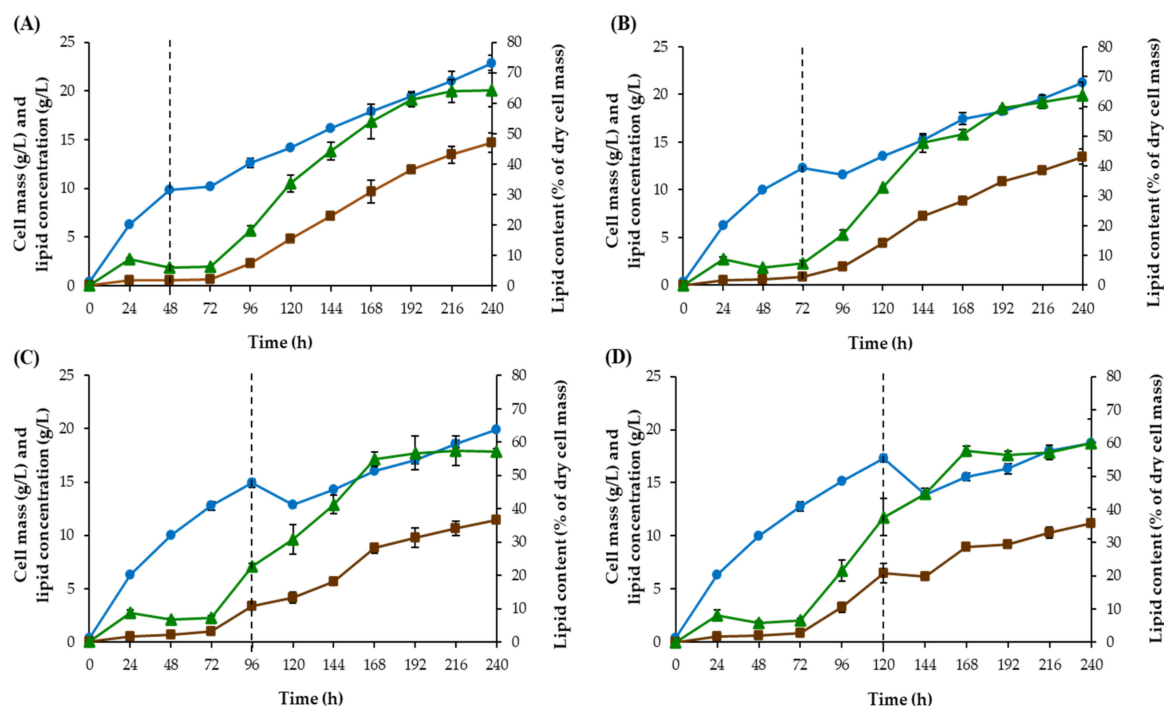 (A)
Cell mass (g/L) and
lipid concentration (g/L)
25
20
15
10
5
0
80
70
60
50
40
30
20
10
0
Lipid content (% of dry cell mass)
0 24 48 72 96 120 144 168 192 216 240
Time (h)
(B)
Cell mass (g/L) and
lipid concentration (g/L)
25
20
15
10
5
0
80
70
60
50
40
30
20
10
0
Lipid content (% of dry cell mass)
0 24 48 72 96 120 144 168 192 216 240
Time (h)
(C)
Cell mass (g/L) and
lipid concentration (g/L)
25
20
15
10
5
0
80
70
60
50
40
30
20
10
0
Lipid content (% of dry cell mass)
0 24 48 72 96 120 144 168 192 216 240
Time (h)
(D)
Cell mass (g/L) and
lipid concentration (g/L)
25
20
15
10
5
0
80
70
60
50
40
30
20
10
0
Lipid content (% of dry cell mass)
0 24 48 72 96 120 144 168 192 216 240
Time (h)